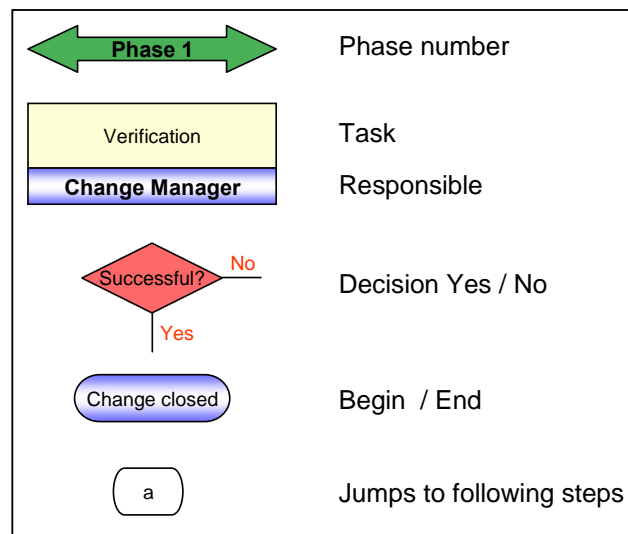 Phase 1
Phase number
Verification
Task
Change Manager
Responsible
Successful?
No
Yes
Decision Yes / No
Change closed
Begin / End
a
Jumps to following steps